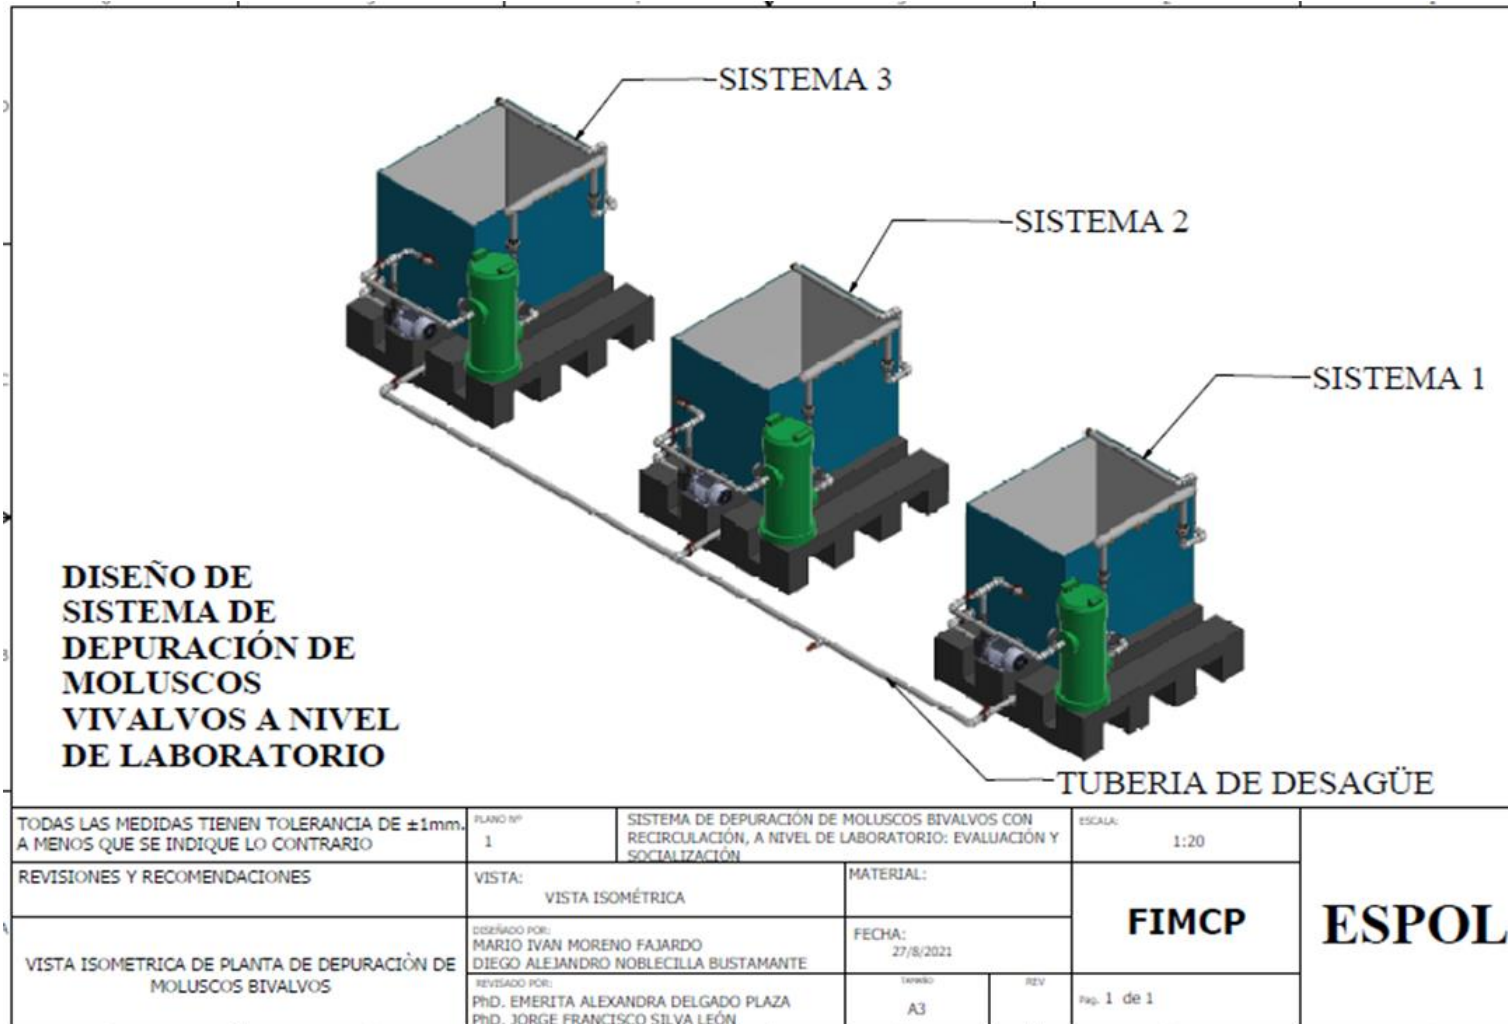 SISTEMA 3
SISTEMA 2
SISTEMA 1
DISEÑO DE
SISTEMA DE
DEPURACIÓN DE
MOLUSCOS
VIVALVOS A NIVEL
DE LABORATORIO
TUBERIA DE DESAGÜE
TODAS LAS MEDIDAS TIENEN TOLERANCIA DE ±1mm.
A MENOS QUE SE INDIQUE LO CONTRARIO
PLANO Nº
1
SISTEMA DE DEPURACIÓN DE MOLUSCOS BIVALVOS CON
RECIRCULACIÓN, A NIVEL DE LABORATORIO: EVALUACIÓN Y
SOCIALIZACIÓN
ESCALA:
1:20
REVISIONES Y RECOMENDACIONES
VISTA:
VISTA ISOMÉTRICA
MATERIAL:
FIMCP
ESPOL
VISTA ISOMETRICA DE PLANTA DE DEPURACIÒN DE
MOLUSCOS BIVALVOS
DISEÑADO POR:
MARIO IVAN MORENO FAJARDO
DIEGO ALEJANDRO NOBLECILLA BUSTAMANTE
FECHA:
27/8/2021
REVISADO POR:
PhD. EMERITA ALEXANDRA DELGADO PLAZA
PhD. JORGE FRANCISCO SILVA LEÓN
TAMAÑO
A3
REV
Pag. 1 de 1